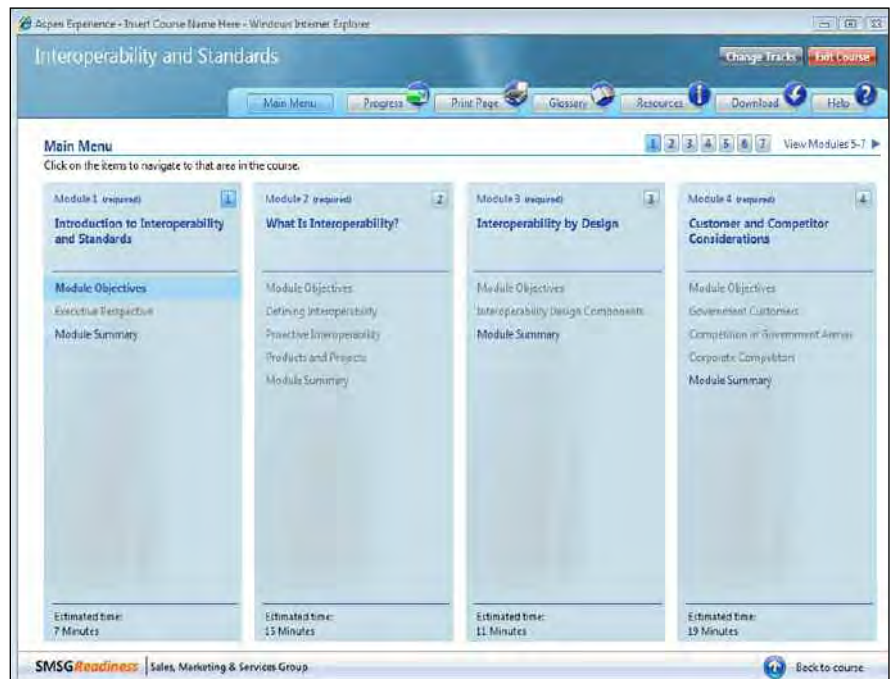 Aspen Experience - Insert Course Name Here - Windows Internet Explorer
Interoperability and Standards
Change Tracks
Exit Course
Main Menu
Progress
Print Page
Glossary
Resources
Download
Help
Main Menu
1 2 3 4 5 6 7 View Modules 5-7
Click on the items to navigate to that area in the course.
Module 1 (required) 1
Introduction to Interoperability
and Standards
Module Objectives
Executive Perspective
Module Summary
Estimated time:
7 Minutes
Module 2 (required) 2
What Is Interoperability?
Module Objectives
Defining Interoperability
Proactive Interoperability
Products and Projects
Module Summary
Estimated time:
15 Minutes
Module 3 (required) 3
Interoperability by Design
Module Objectives
Interoperability Design Components
Module Summary
Estimated time:
11 Minutes
Module 4 (required) 4
Customer and Competitor
Considerations
Module Objectives
Government Customers
Competition in Government Arenas
Corporate Competitors
Module Summary
Estimated time:
19 Minutes
SMSGReadiness | Sales, Marketing & Services Group
Back to course